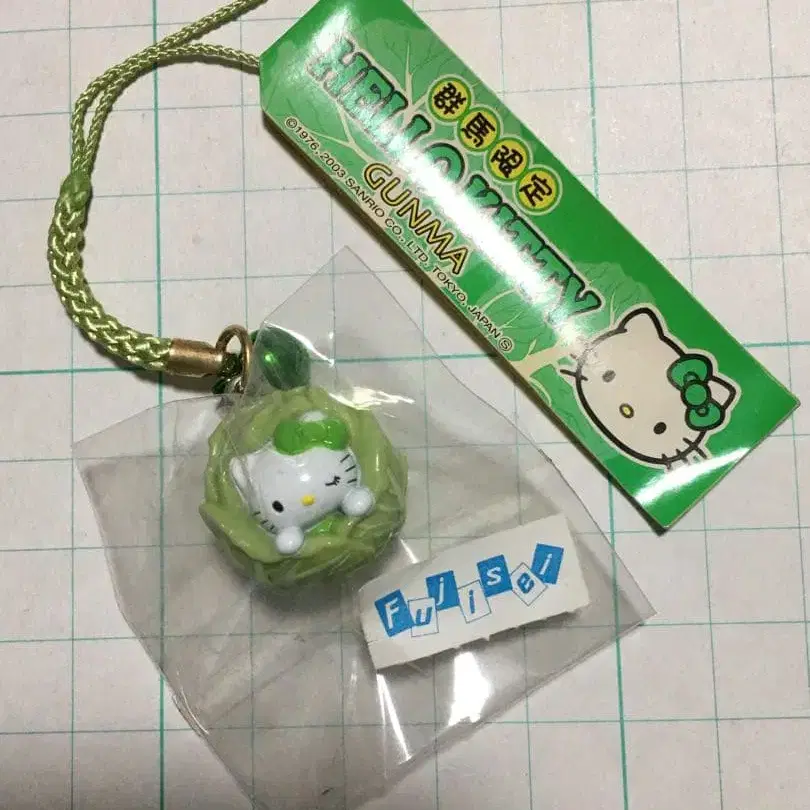 群馬限定
HELLO KITTY
GUNMA
©1976, 2003 SANRIO CO., LTD. TOKYO, JAPAN Ⓢ
Fujisei